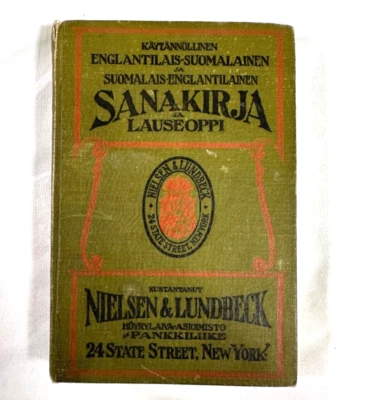 KÄYTÄNNÖLLINEN
ENGLANTILAIS-SUOMALAINEN
JA
SUOMALAIS-ENGLANTILAINEN
SANAKIRJA
JA
LAUSEOPPI
NIELSEN & LUNDBECK
24 STATE STREET, NEW YORK
KUSTANTANUT
NIELSEN & LUNDBECK
HÖYRYLAIVA-ASIOIMISTO
JA PANKKILIIKE
24 STATE STREET, NEW YORK